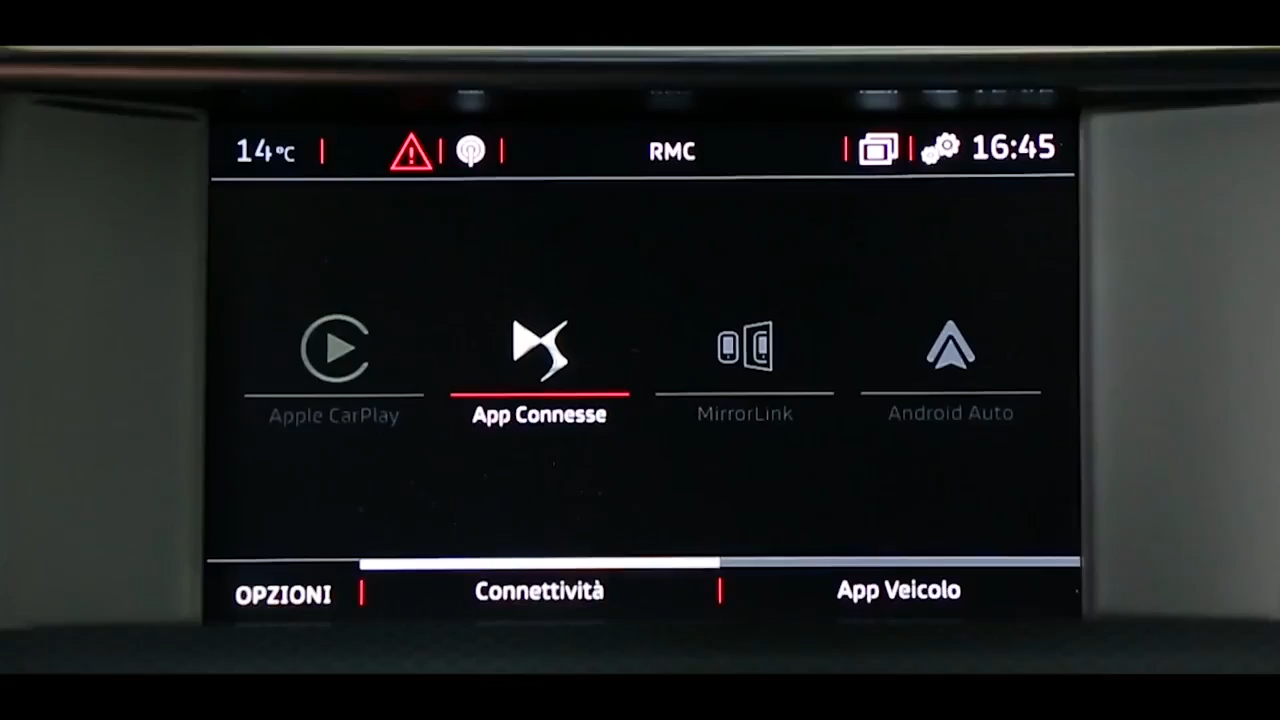 14°C RMC 16:45
Apple CarPlay App Connesse MirrorLink Android Auto
OPZIONI Connettività App Veicolo